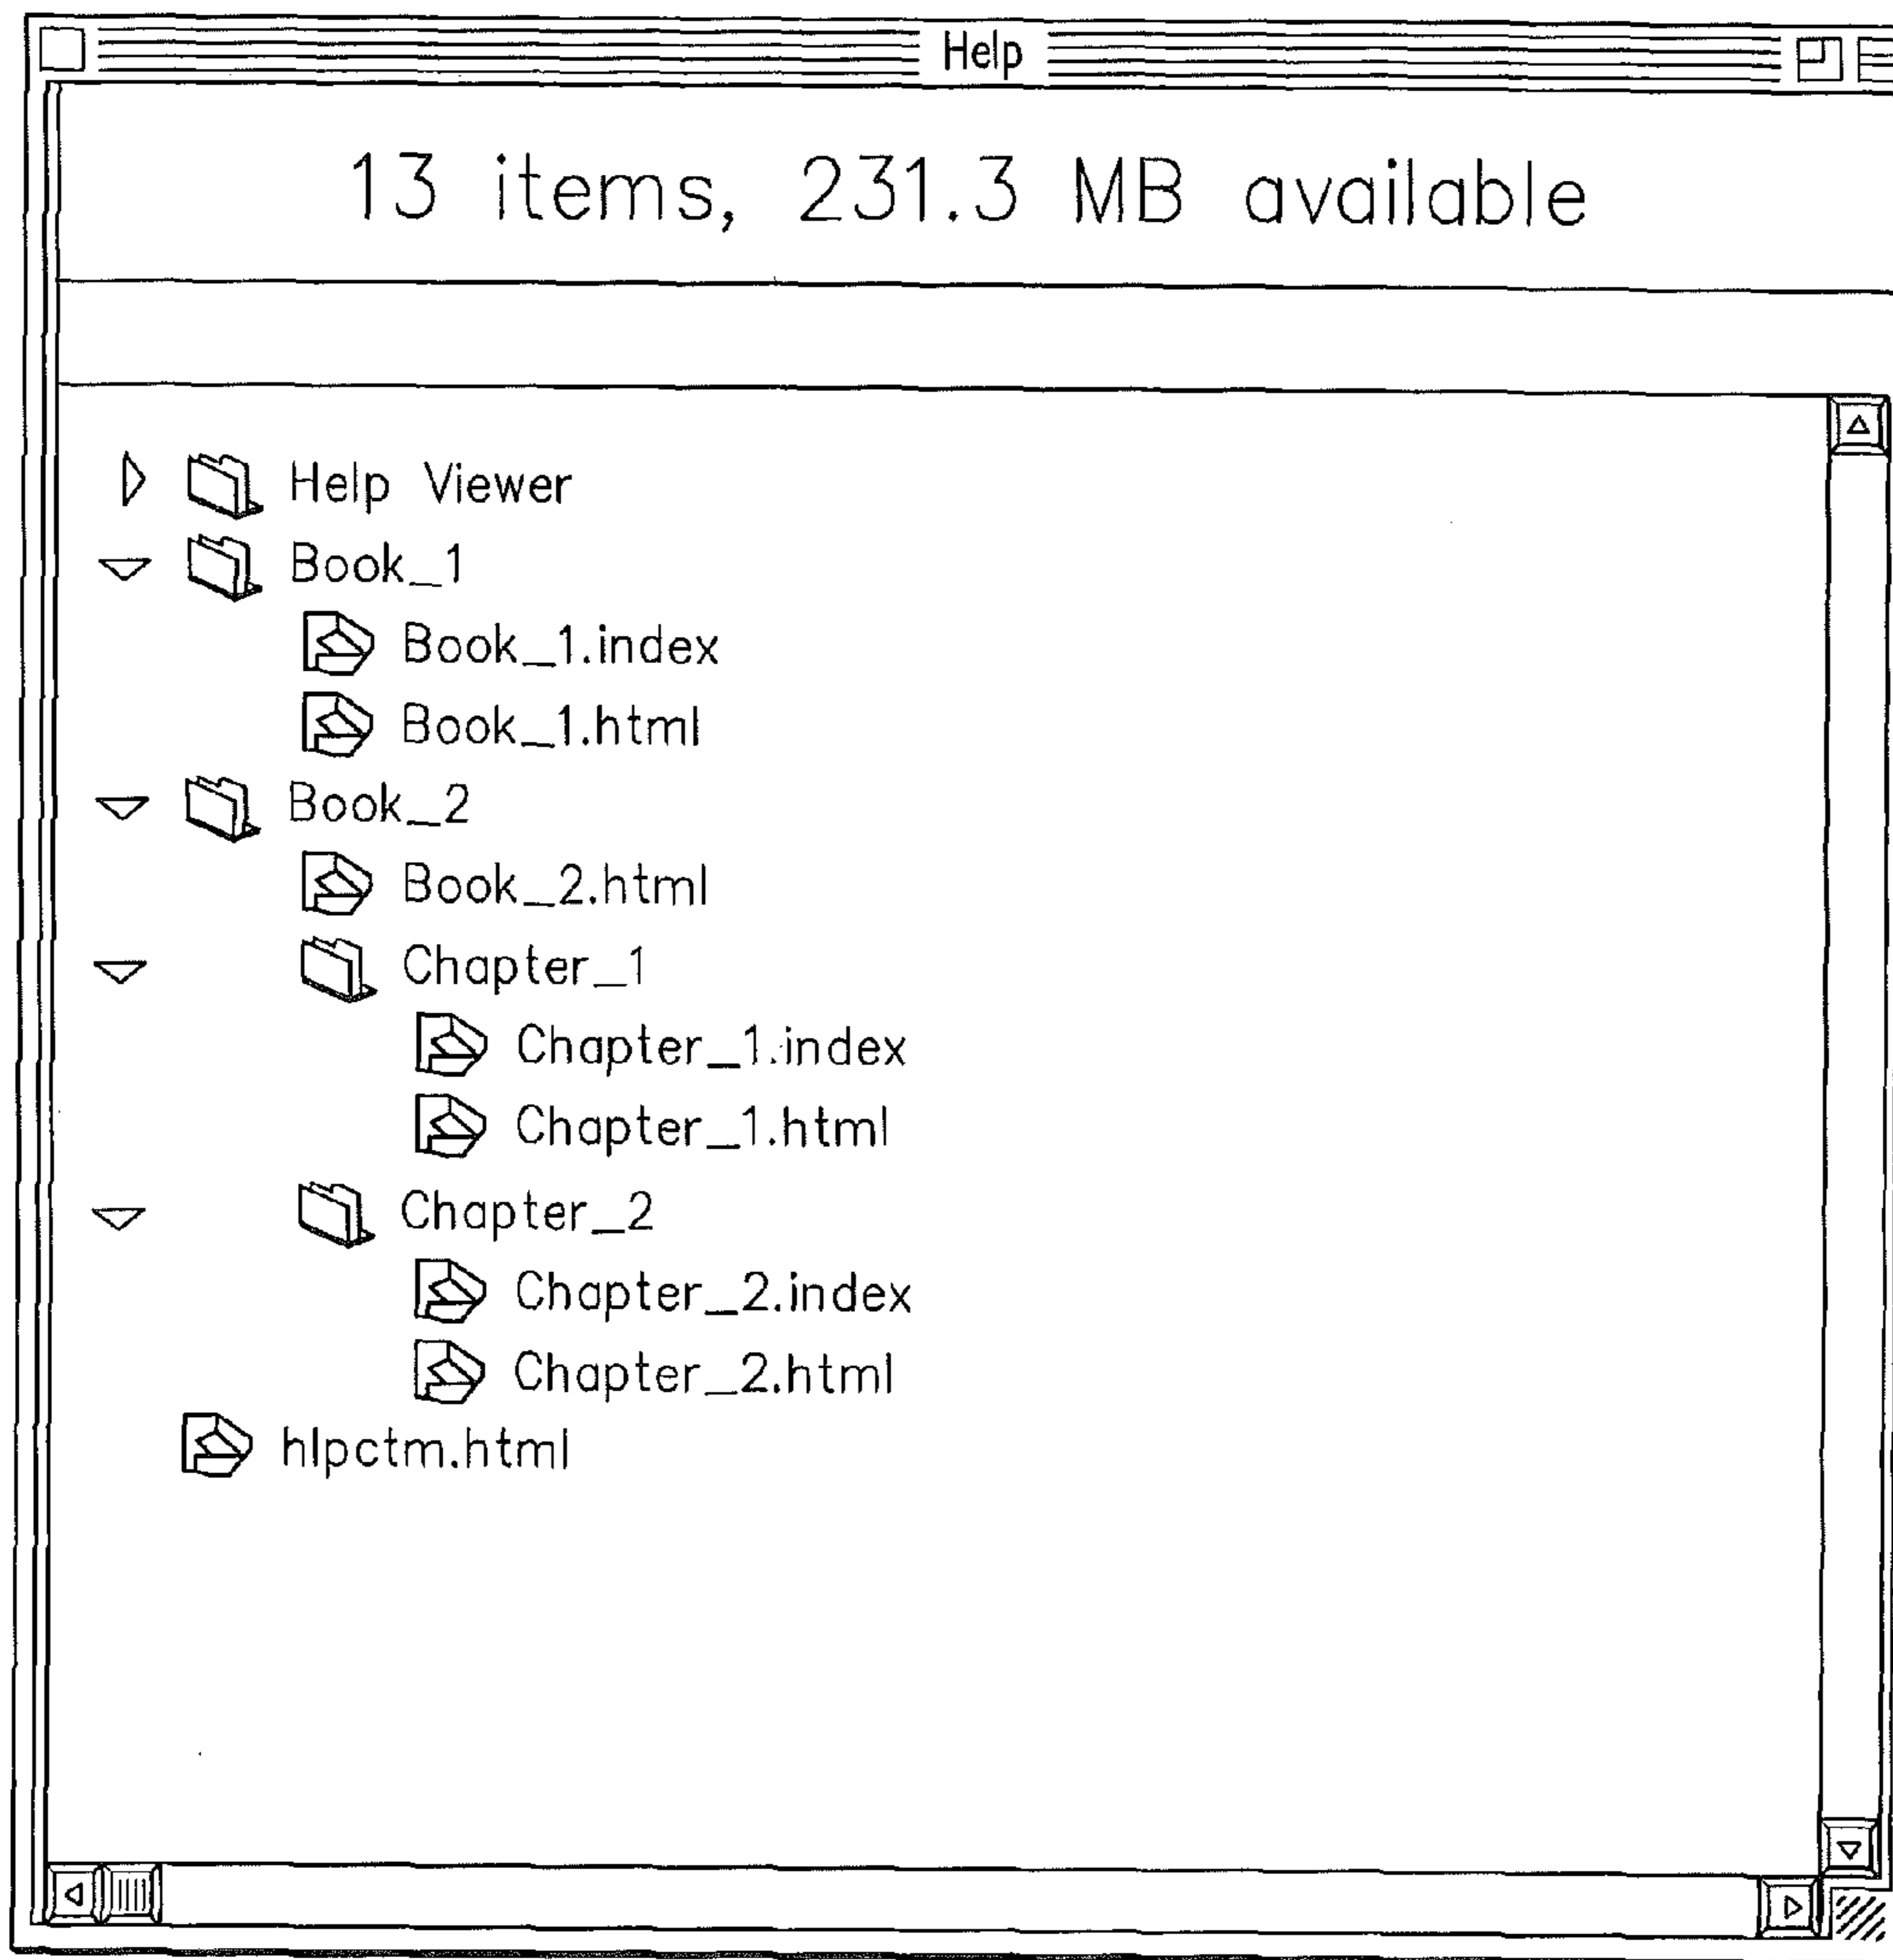 Help
13 items, 231.3 MB available
Help Viewer
Book_1
Book_1.index
Book_1.html
Book_2
Book_2.html
Chapter_1
Chapter_1.index
Chapter_1.html
Chapter_2
Chapter_2.index
Chapter_2.html
hlpctm.html